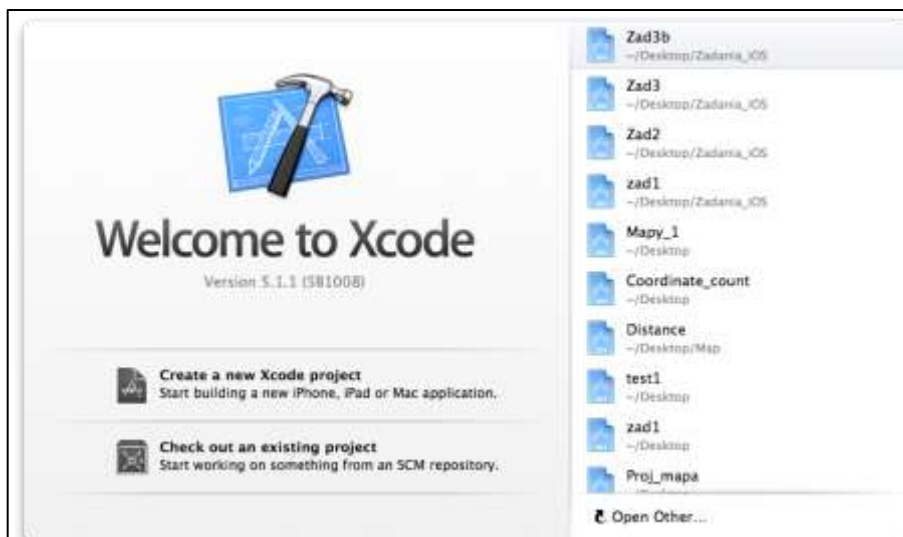 Welcome to Xcode
Version 5.1.1 (5B1008)
Create a new Xcode project
Start building a new iPhone, iPad or Mac application.
Check out an existing project
Start working on something from an SCM repository.
Zad3b
~/Desktop/Zadania_iOS
Zad3
~/Desktop/Zadania_iOS
Zad2
~/Desktop/Zadania_iOS
zad1
~/Desktop/Zadania_iOS
Mapy_1
~/Desktop
Coordinate_count
~/Desktop
Distance
~/Desktop/Map
test1
~/Desktop
zad1
~/Desktop
Proj_mapa
~/Desktop
Open Other...